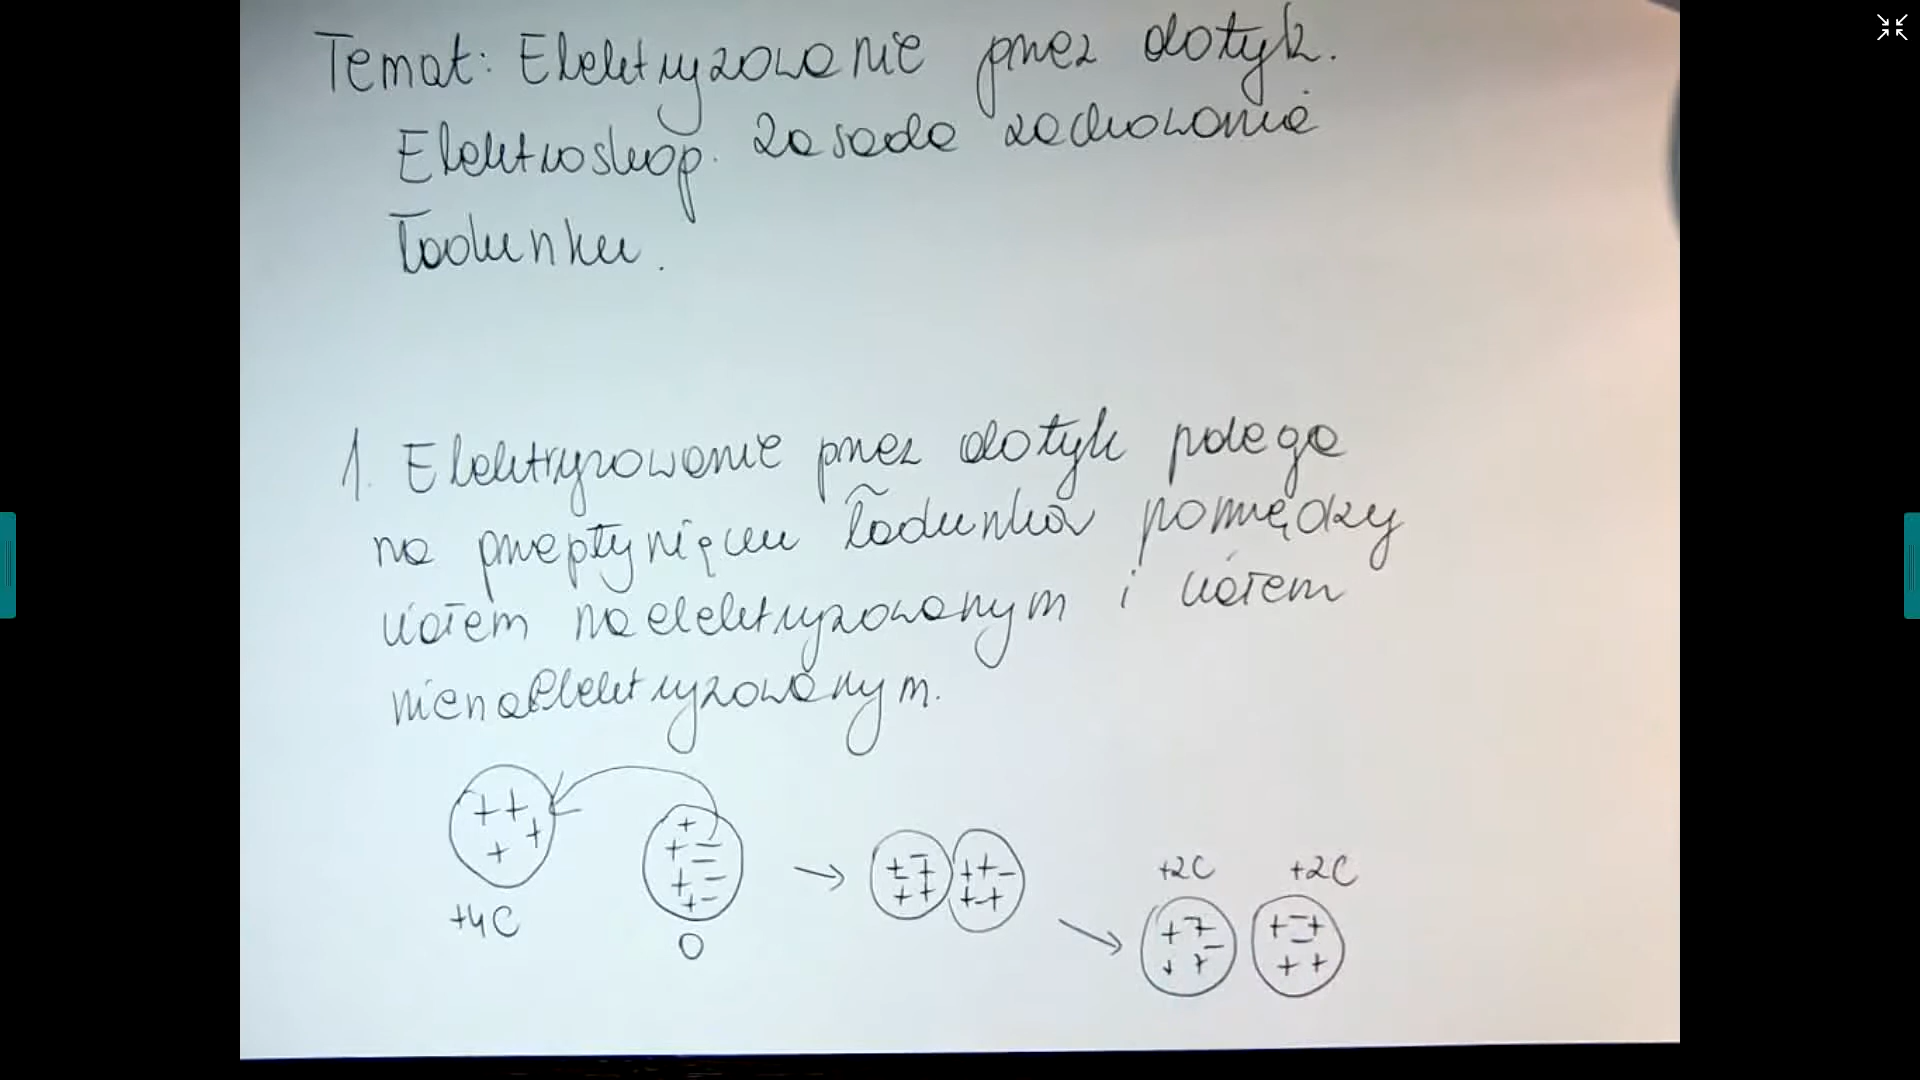 Temat: Elektryzowanie przez dotyk.
Elektroskop. Zasada zachowania
ładunku.
1. Elektryzowanie przez dotyk polega
na przepłynięciu ładunków pomiędzy
ciałem naelektryzowanym i ciałem
nienaelektryzowanym.
+4C
0
+2C +2C